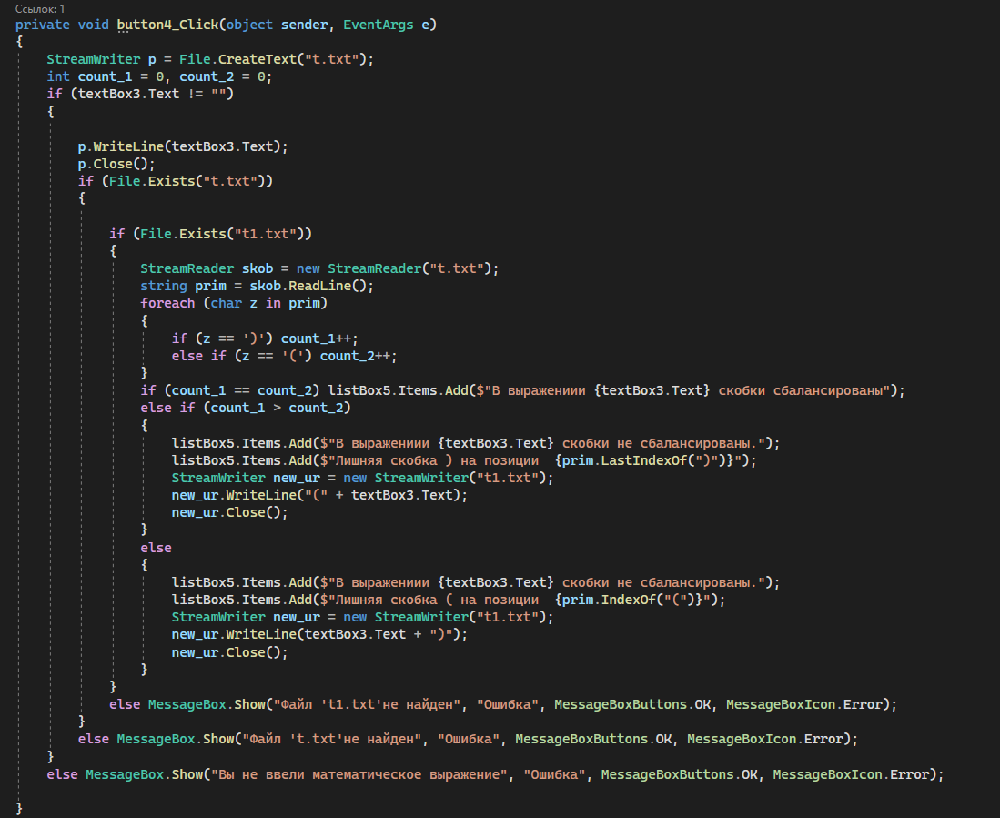 Ссылок: 1
private void button4_Click(object sender, EventArgs e)
{
StreamWriter p = File.CreateText("t.txt");
int count_1 = 0, count_2 = 0;
if (textBox3.Text != "")
{
p.WriteLine(textBox3.Text);
p.Close();
if (File.Exists("t.txt"))
{
if (File.Exists("t1.txt"))
{
StreamReader skob = new StreamReader("t.txt");
string prim = skob.ReadLine();
foreach (char z in prim)
{
if (z == ')') count_1++;
else if (z == '(') count_2++;
}
if (count_1 == count_2) listBox5.Items.Add($"В выражениии {textBox3.Text} скобки сбалансированы");
else if (count_1 > count_2)
{
listBox5.Items.Add($"В выражениии {textBox3.Text} скобки не сбалансированы.");
listBox5.Items.Add($"Лишняя скобка ) на позиции  {prim.LastIndexOf(")")}");
StreamWriter new_ur = new StreamWriter("t1.txt");
new_ur.WriteLine("(" + textBox3.Text);
new_ur.Close();
}
else
{
listBox5.Items.Add($"В выражениии {textBox3.Text} скобки не сбалансированы.");
listBox5.Items.Add($"Лишняя скобка ( на позиции  {prim.IndexOf("(")}");
StreamWriter new_ur = new StreamWriter("t1.txt");
new_ur.WriteLine(textBox3.Text + ")");
new_ur.Close();
}
}
else MessageBox.Show("Файл 't1.txt'не найден", "Ошибка", MessageBoxButtons.OK, MessageBoxIcon.Error);
}
else MessageBox.Show("Файл 't.txt'не найден", "Ошибка", MessageBoxButtons.OK, MessageBoxIcon.Error);
}
else MessageBox.Show("Вы не ввели математическое выражение", "Ошибка", MessageBoxButtons.OK, MessageBoxIcon.Error);
}